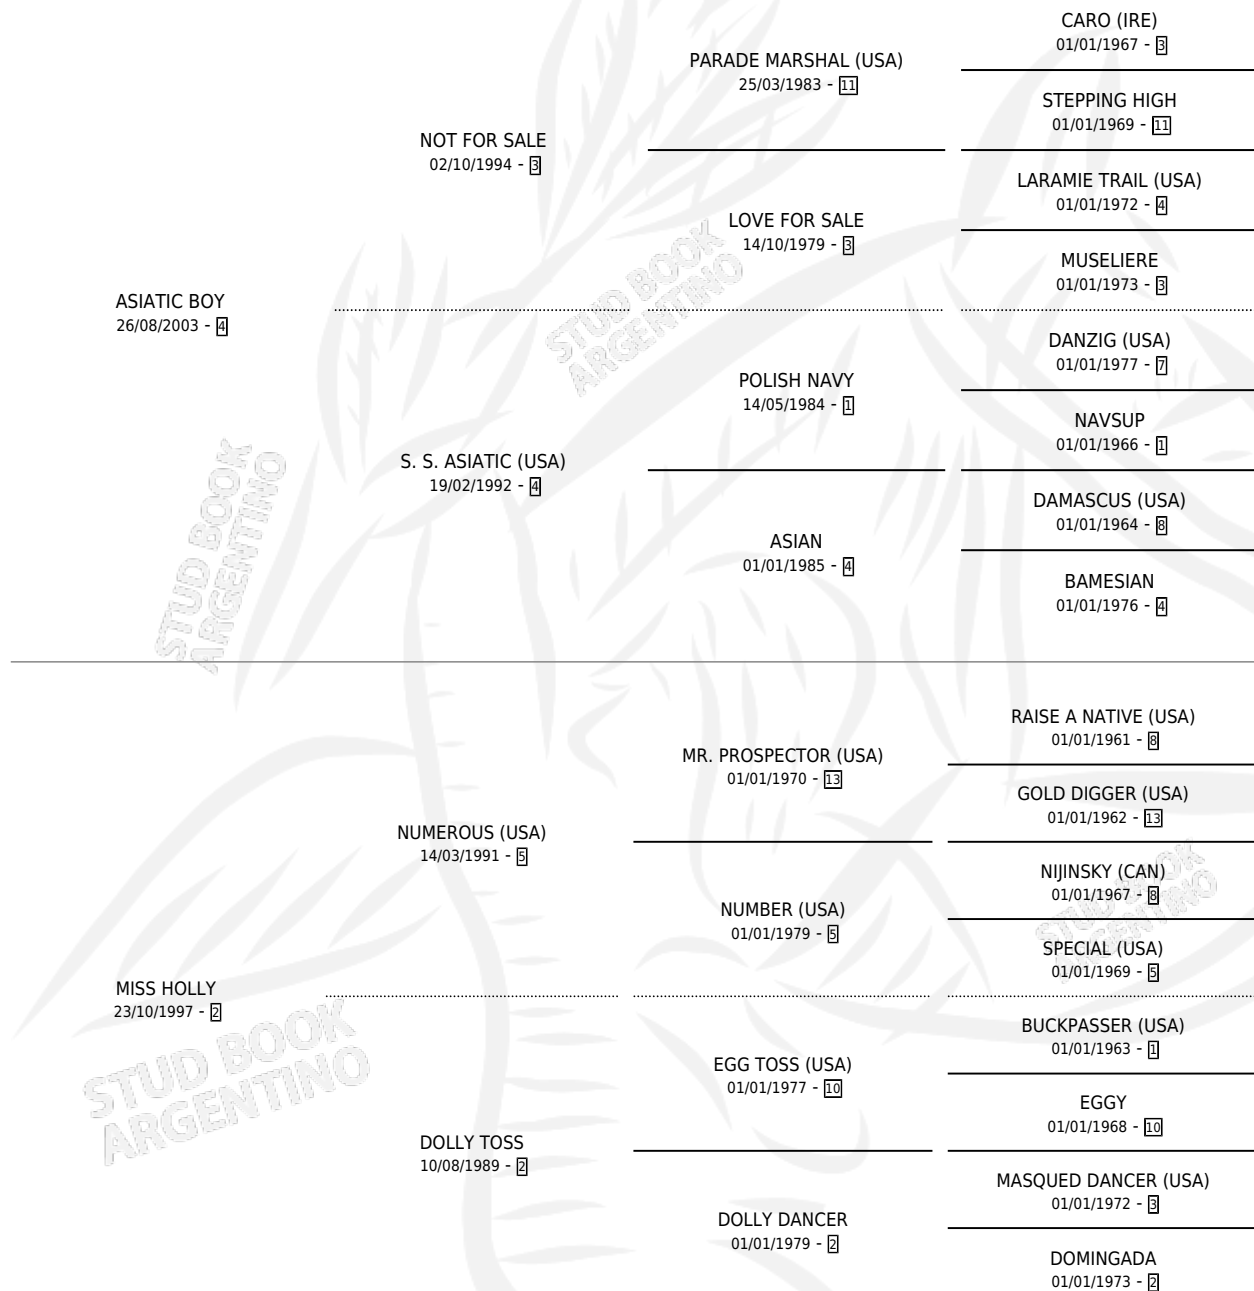 CARO (IRE)
01/01/1967 - 3
PARADE MARSHAL (USA)
25/03/1983 - 11
STEPPING HIGH
01/01/1969 - 11
NOT FOR SALE
02/10/1994 - 3
LARAMIE TRAIL (USA)
01/01/1972 - 4
LOVE FOR SALE
14/10/1979 - 3
MUSELIERE
01/01/1973 - 3
ASIATIC BOY
26/08/2003 - 4
STUD BOOK
ARGENTINO
DANZIG (USA)
01/01/1977 - 7
POLISH NAVY
14/05/1984 - 1
NAVSUP
01/01/1966 - 1
S. S. ASIATIC (USA)
19/02/1992 - 4
DAMASCUS (USA)
01/01/1964 - 8
ASIAN
01/01/1985 - 4
BAMESIAN
01/01/1976 - 4
STUD BOOK
ARGENTINO
RAISE A NATIVE (USA)
01/01/1961 - 8
MR. PROSPECTOR (USA)
01/01/1970 - 13
GOLD DIGGER (USA)
01/01/1962 - 13
NUMEROUS (USA)
14/03/1991 - 5
NIJINSKY (CAN)
01/01/1967 - 8
STUD BOOK
ARGENTINO
NUMBER (USA)
01/01/1979 - 5
SPECIAL (USA)
01/01/1969 - 5
MISS HOLLY
23/10/1997 - 2
STUD BOOK
ARGENTINO
BUCKPASSER (USA)
01/01/1963 - 1
EGG TOSS (USA)
01/01/1977 - 10
EGGY
01/01/1968 - 10
DOLLY TOSS
10/08/1989 - 2
MASQUED DANCER (USA)
01/01/1972 - 3
DOLLY DANCER
01/01/1979 - 2
DOMINGADA
01/01/1973 - 2